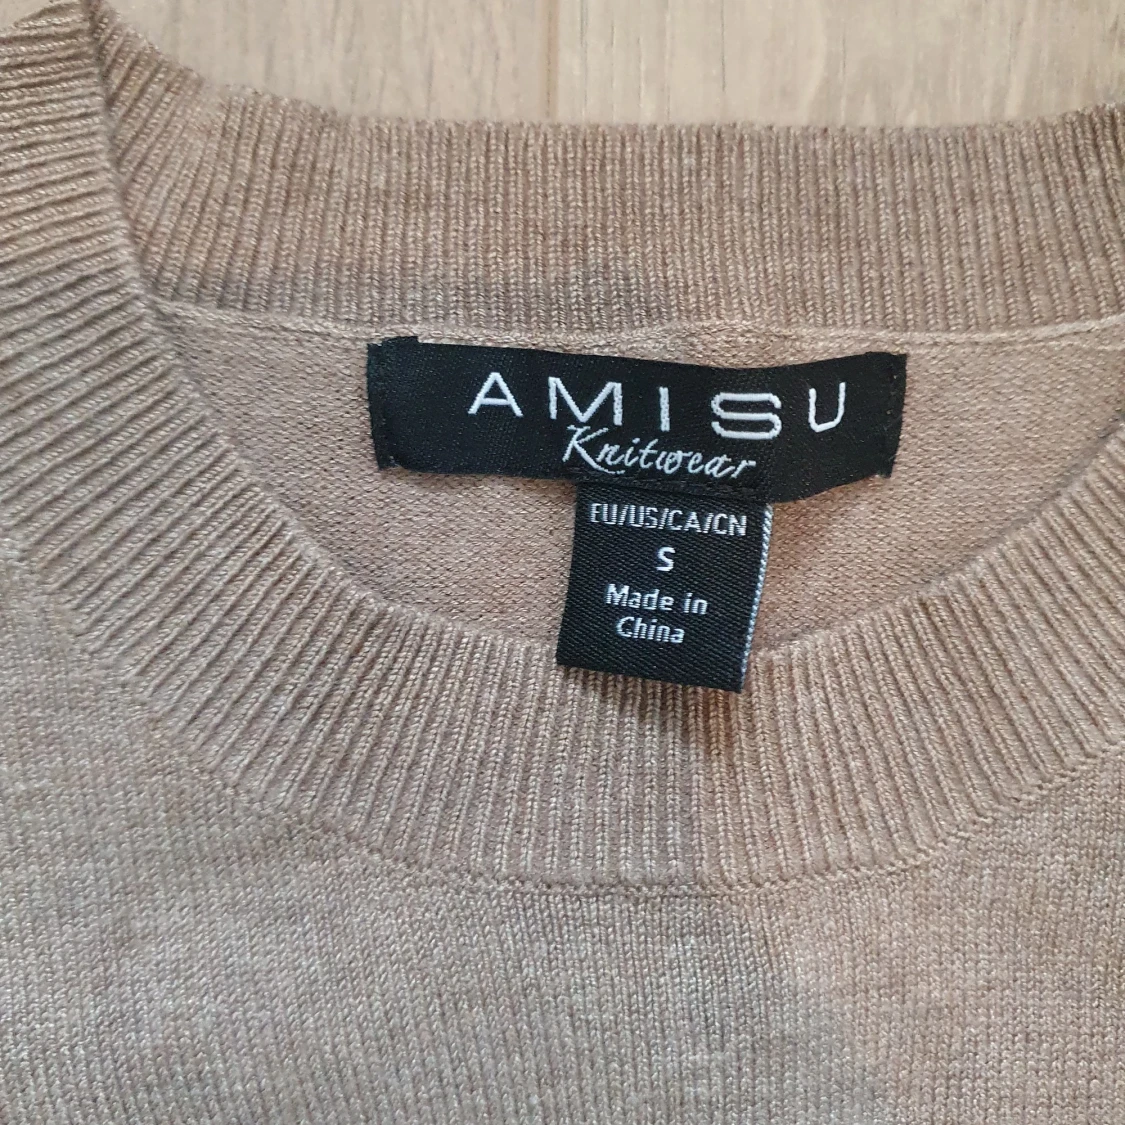 AMISU
Knitwear
EU/US/CA/CN
S
Made in
China